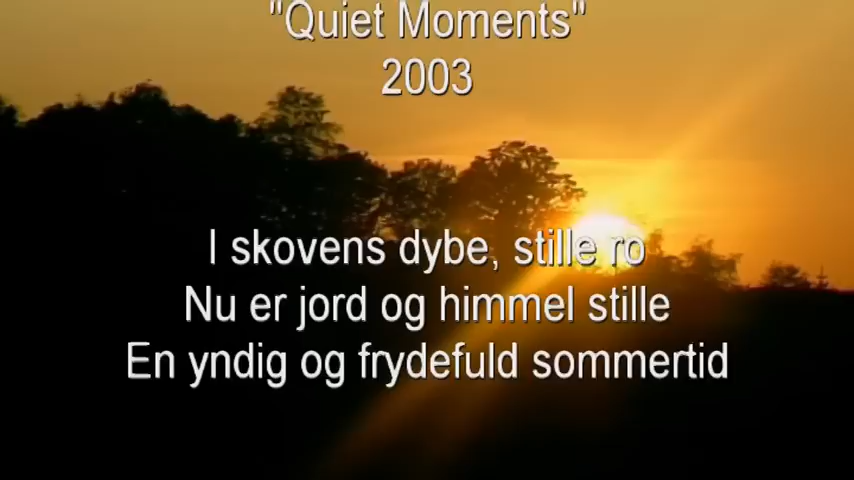 "Quiet Moments"
2003
I skovens dybe, stille ro
Nu er jord og himmel stille
En yndig og frydefuld sommertid